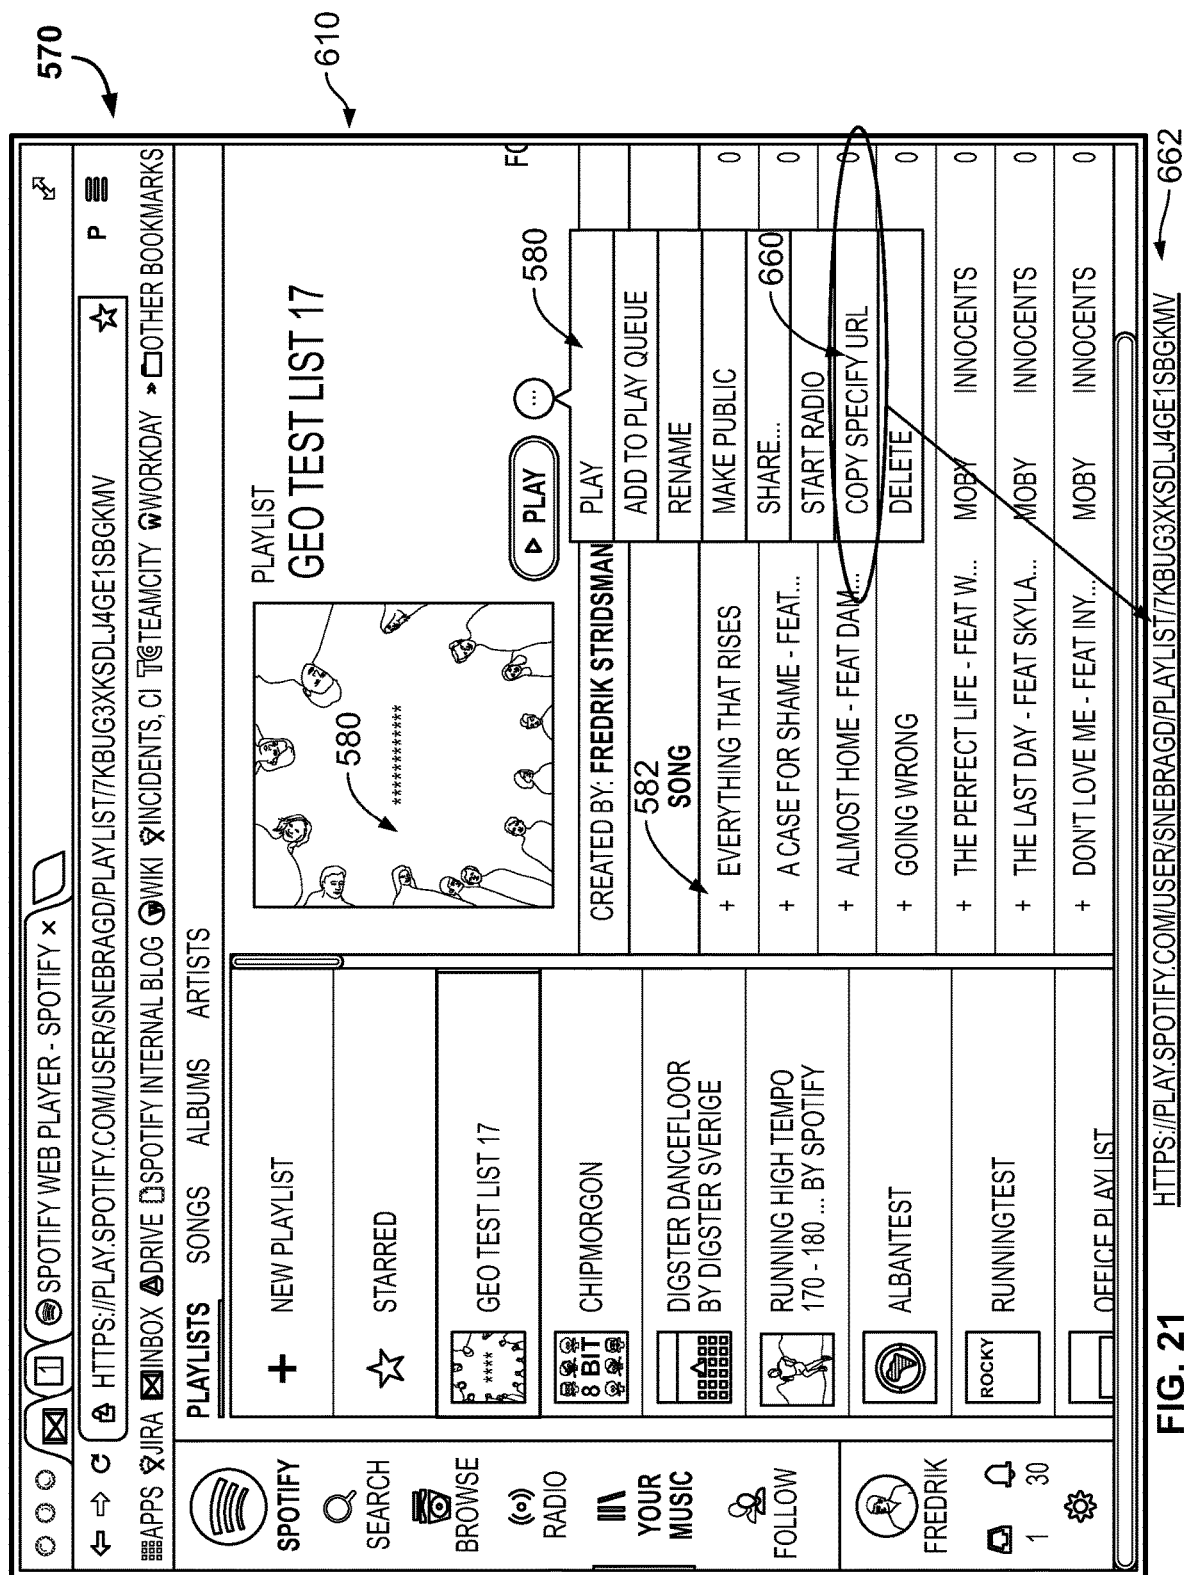 570
610
SPOTIFY WEB PLAYER - SPOTIFY ×
1
HTTPS://PLAY.SPOTIFY.COM/USER/SNEBRAGD/PLAYLIST/7KBUG3XKSDLJ4GE1SBGKMV
P
APPS JIRA INBOX DRIVE SPOTIFY INTERNAL BLOG WIKI INCIDENTS, CI TEAMCITY WORKDAY » OTHER BOOKMARKS
SPOTIFY
SEARCH
BROWSE
RADIO
YOUR
MUSIC
FOLLOW
FREDRIK
1 30
PLAYLISTS SONGS ALBUMS ARTISTS
+ NEW PLAYLIST
STARRED
****
GEO TEST LIST 17
8 BIT
CHIPMORGON
DIGSTER DANCEFLOOR
BY DIGSTER SVERIGE
RUNNING HIGH TEMPO
170 - 180 ... BY SPOTIFY
ALBANTEST
ROCKY
RUNNINGTEST
OFFICE PLAYLIST
580
************
PLAYLIST
GEO TEST LIST 17
PLAY
...
580
FO
CREATED BY: FREDRIK STRIDSMAN
582
SONG
+ EVERYTHING THAT RISES 0
+ A CASE FOR SHAME - FEAT... 0
+ ALMOST HOME - FEAT DAM... 0
+ GOING WRONG 0
+ THE PERFECT LIFE - FEAT W... MOBY INNOCENTS 0
+ THE LAST DAY - FEAT SKYLA... MOBY INNOCENTS 0
+ DON'T LOVE ME - FEAT INY... MOBY INNOCENTS 0
PLAY
ADD TO PLAY QUEUE
RENAME
MAKE PUBLIC
SHARE...
660
START RADIO
COPY SPECIFY URL
DELETE
HTTPS://PLAY.SPOTIFY.COM/USER/SNEBRAGD/PLAYLIST/7KBUG3XKSDLJ4GE1SBGKMV
662
FIG. 21